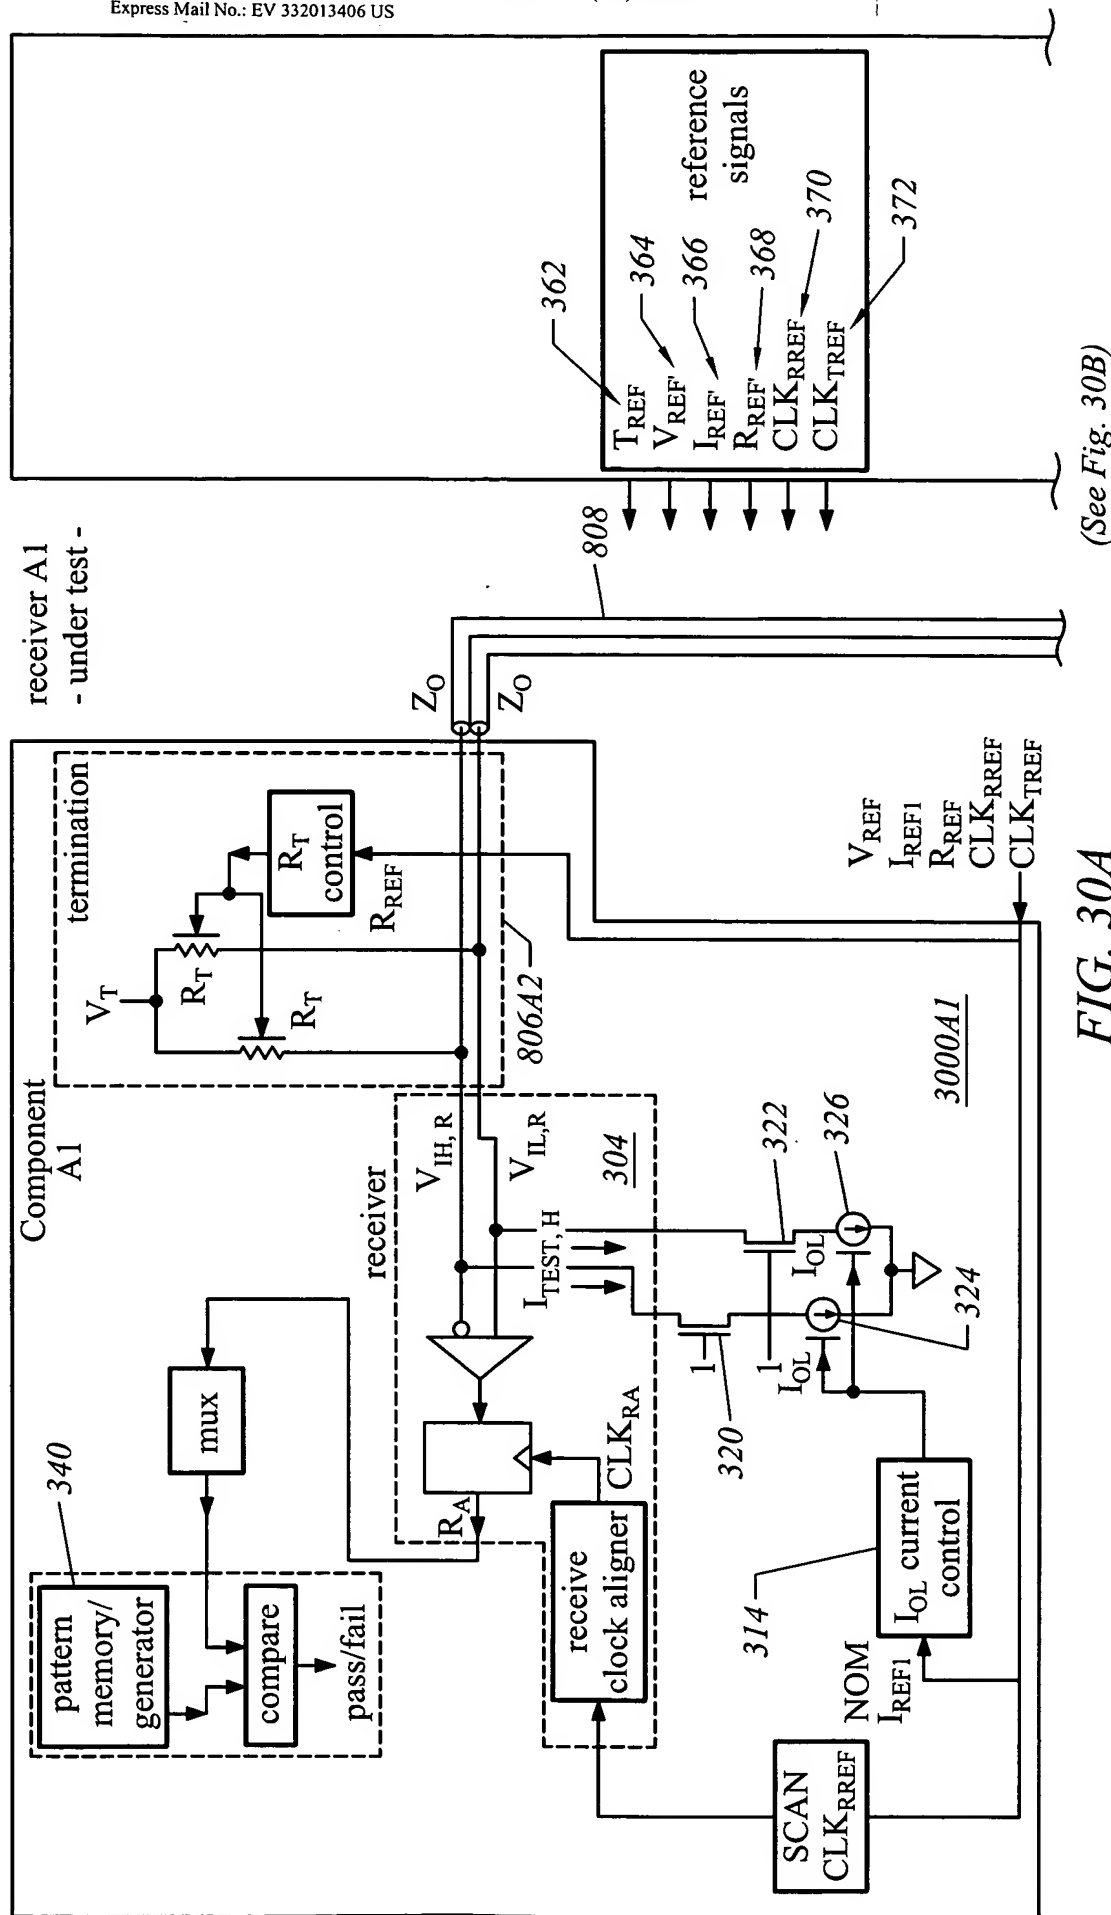 Express Mail No.: EV 332013406 US
receiver A1
- under test -
Component
A1
termination
V_T
R_T
R_T
R_T
control
R_REF
806A2
Z_O
Z_O
808
T_REF
V_REF'
I_REF'
R_REF'
CLK_RREF
CLK_TREF
reference
signals
362
364
366
368
370
372
340
pattern
memory/
generator
compare
pass/fail
mux
receiver
V_IH, R
V_IL,R
304
I_TEST, H
R_A
CLK_RA
receive
clock aligner
1
1
320
322
I_OL
I_OL
326
324
314
I_OL current
control
NOM
I_REF1
SCAN
CLK_RREF
3000A1
V_REF
I_REF1
R_REF
CLK_RREF
CLK_TREF
FIG. 30A
(See Fig. 30B)